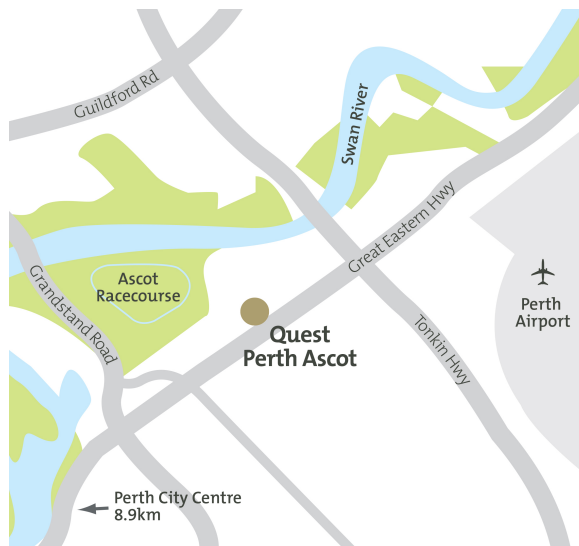 Guildford Rd
Swan River
Great Eastern Hwy
Ascot
Racecourse
Grandstand Road
Perth
Airport
Quest
Perth Ascot
Tonkin Hwy
Perth City Centre
8.9km